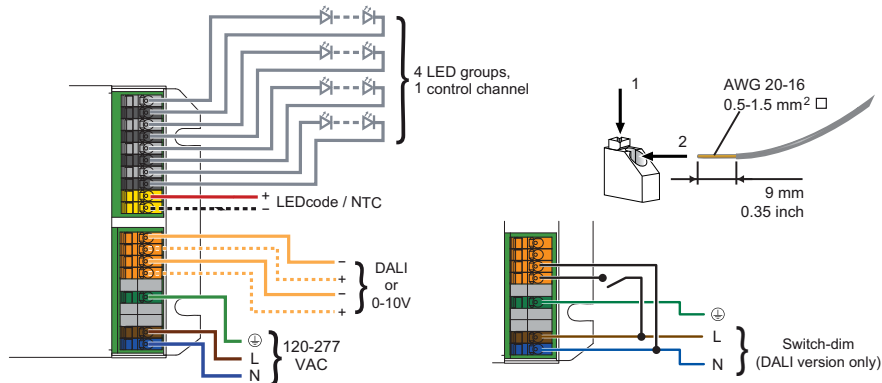 4 LED groups,
1 control channel
+
− LEDcode / NTC
−
+
−
+
DALI
or
0-10V
⏚
L
N
120-277
VAC
1
2
AWG 20-16
0.5-1.5 mm² □
9 mm
0.35 inch
⏚
L
N
Switch-dim
(DALI version only)